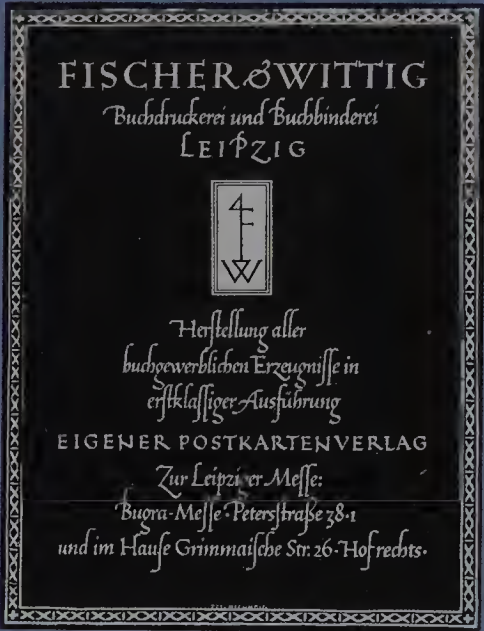 FISCHER & WITTIG
Buchdruckerei und Buchbinderei
LEIPZIG
4FW
Herſtellung aller
buchgewerblichen Erzeugniſſe in
erſtklaſſiger Ausführung
EIGENER POSTKARTENVERLAG
Zur Leipziger Meſſe:
Bugra-Meſſe · Petersſtraße 38·I
und im Hauſe Grimmaiſche Str. 26 · Hof rechts·